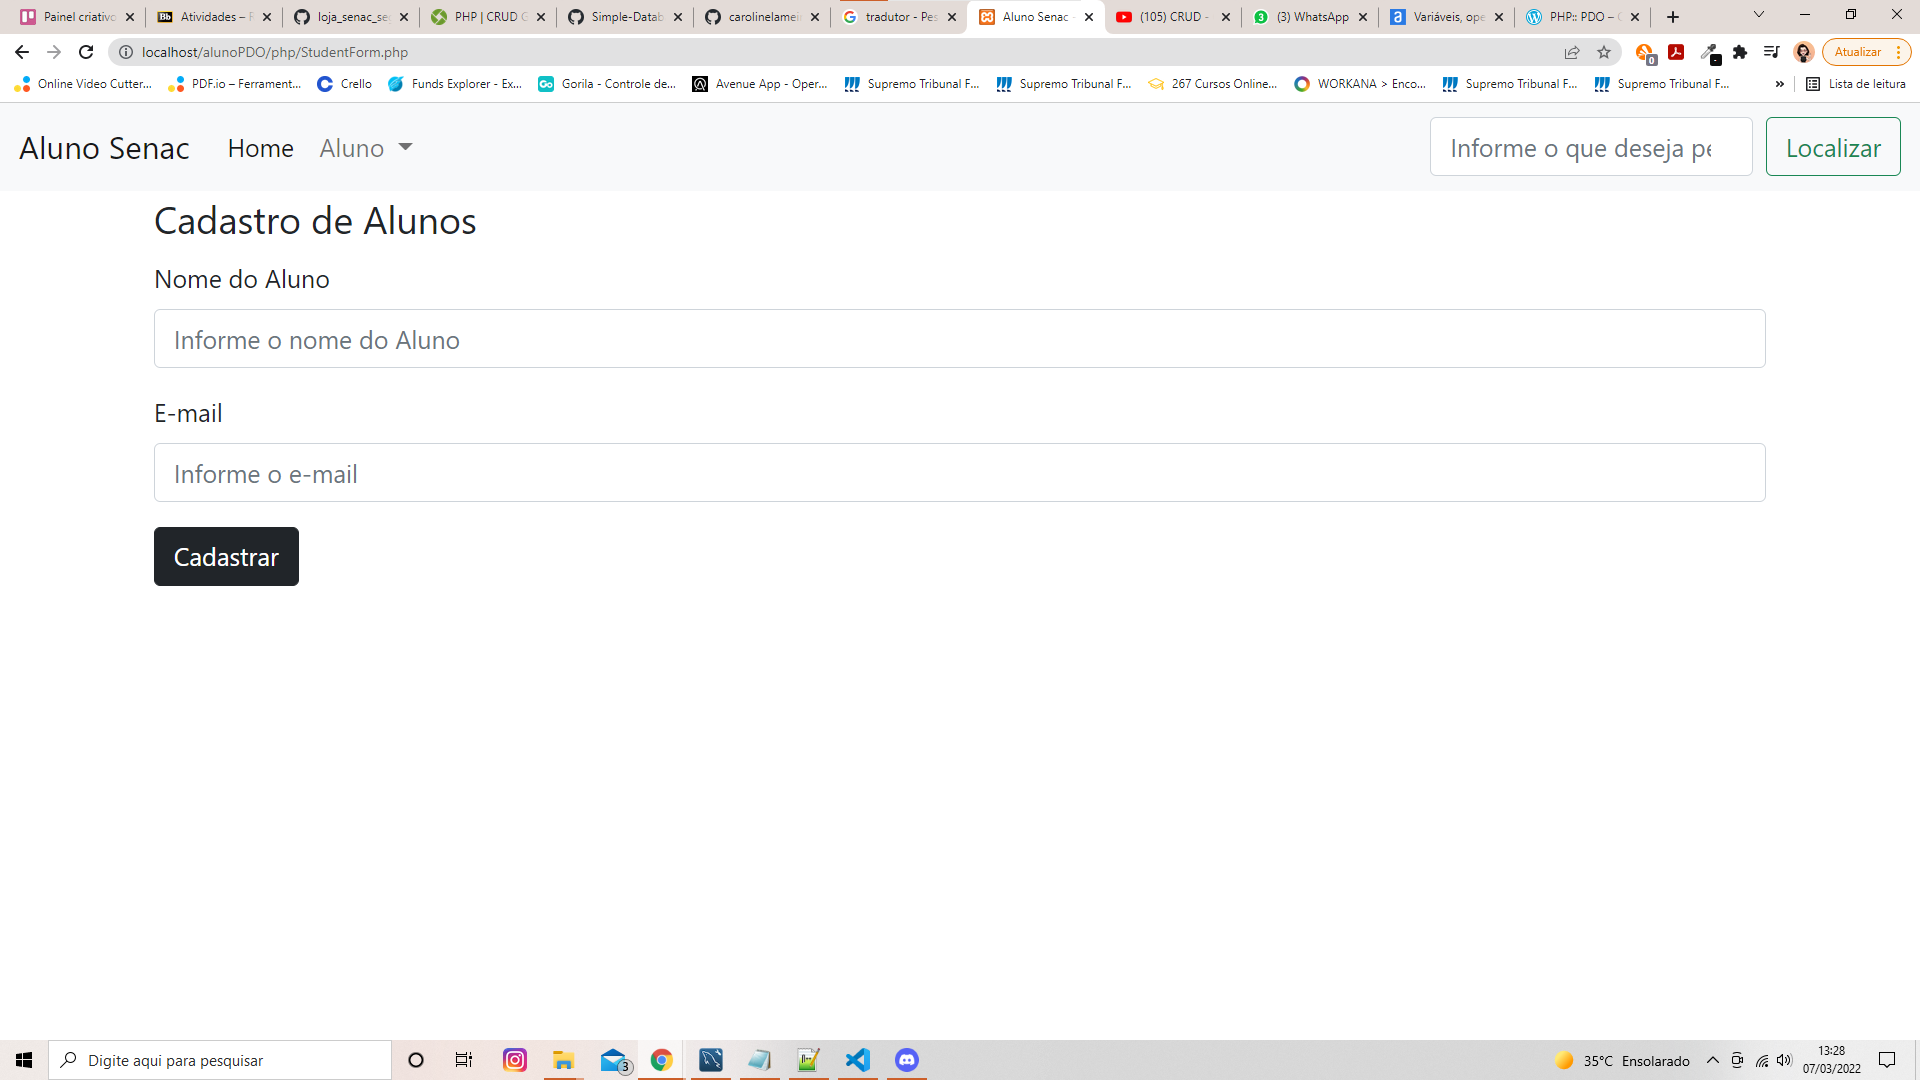 Painel criativo
Atividades – F
loja_senac_se
PHP | CRUD G
Simple-Datab
carolinelamei
tradutor - Pes
Aluno Senac -
(105) CRUD -
(3) WhatsApp
Variáveis, ope
PHP:: PDO –
localhost/alunoPDO/php/StudentForm.php
0
Atualizar
Online Video Cutter...
PDF.io – Ferrament...
Crello
Funds Explorer - Ex...
Gorila - Controle de...
Avenue App - Oper...
Supremo Tribunal F...
Supremo Tribunal F...
267 Cursos Online...
WORKANA > Enco...
Supremo Tribunal F...
Supremo Tribunal F...
»
Lista de leitura
Aluno Senac
Home
Aluno
Informe o que deseja pe
Localizar
Cadastro de Alunos
Nome do Aluno
Informe o nome do Aluno
E-mail
Informe o e-mail
Cadastrar
Digite aqui para pesquisar
3
35°C Ensolarado
13:28
07/03/2022